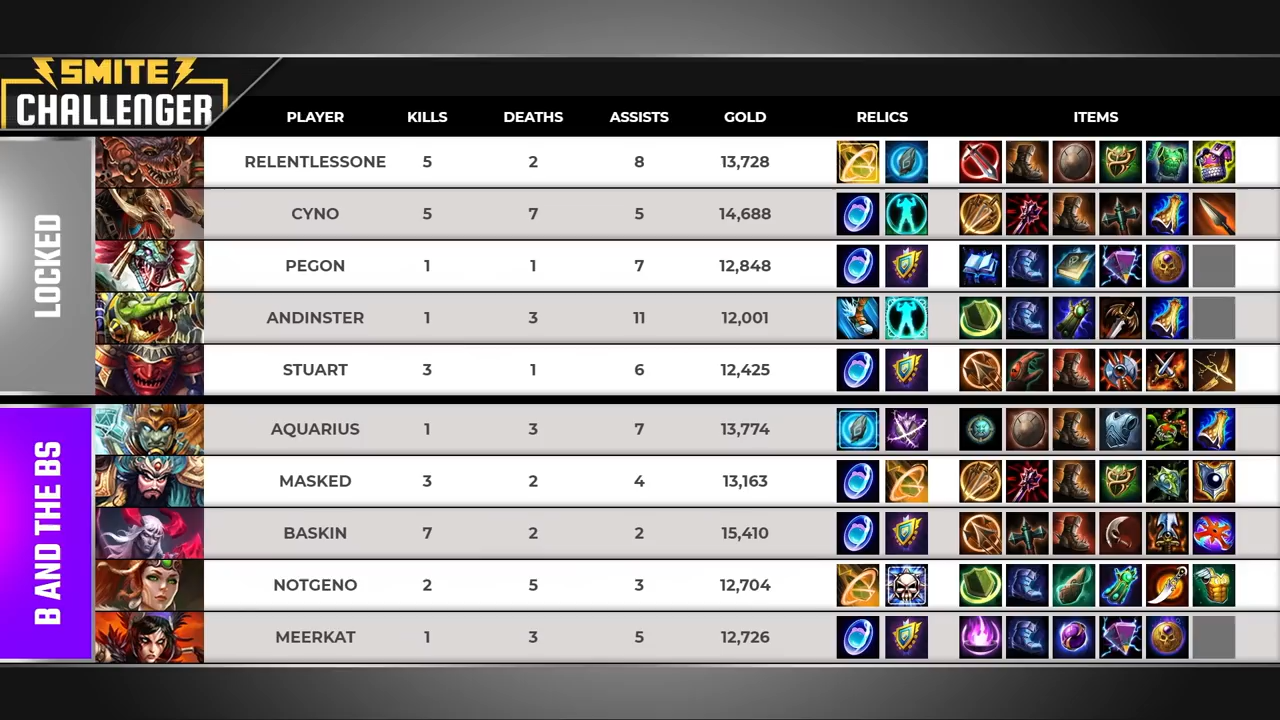 SMITE
CHALLENGER
PLAYER KILLS DEATHS ASSISTS GOLD RELICS ITEMS
LOCKED
RELENTLESSONE 5 2 8 13,728
CYNO 5 7 5 14,688
PEGON 1 1 7 12,848
ANDINSTER 1 3 11 12,001
STUART 3 1 6 12,425
B AND THE BS
AQUARIUS 1 3 7 13,774
MASKED 3 2 4 13,163
BASKIN 7 2 2 15,410
NOTGENO 2 5 3 12,704
MEERKAT 1 3 5 12,726